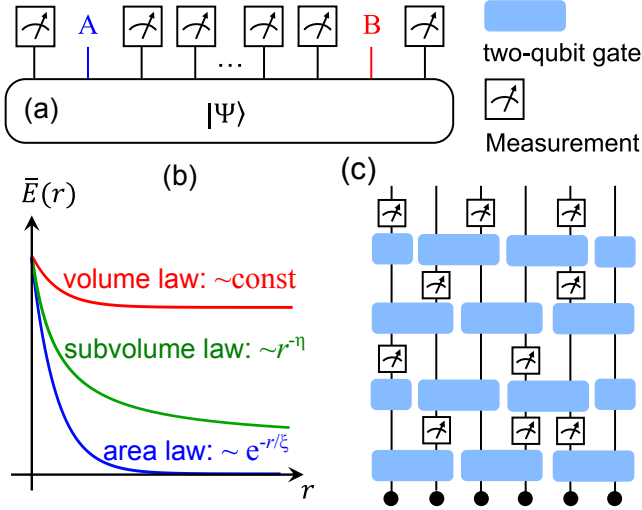 A
B
two-qubit gate
...
(a)
|Ψ⟩
Measurement
(b)
(c)
Ē(r)
volume law: ~const
subvolume law: ~r^-η
area law: ~ e^-r/ξ
r